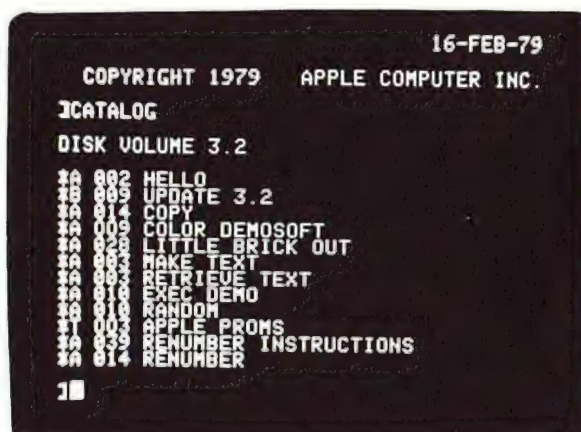 16-FEB-79
COPYRIGHT 1979 APPLE COMPUTER INC.
]CATALOG
DISK VOLUME 3.2
*A 002 HELLO
*B 009 UPDATE 3.2
*A 014 COPY
*A 009 COLOR DEMOSOFT
*A 028 LITTLE BRICK OUT
*A 003 MAKE TEXT
*A 003 RETRIEVE TEXT
*A 010 EXEC DEMO
*B 010 RANDOM
*T 003 APPLE PROMS
*A 039 RENUMBER INSTRUCTIONS
*A 014 RENUMBER
]